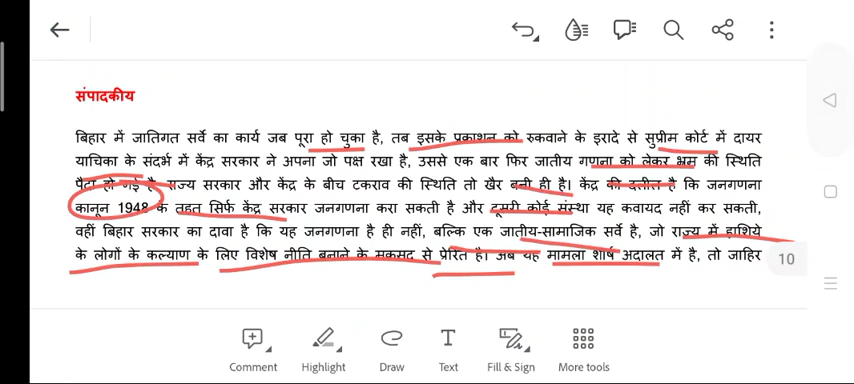 संपादकीय
बिहार में जातिगत सर्वे का कार्य जब पूरा हो चुका है, तब इसके प्रकाशन को रुकवाने के इरादे से सुप्रीम कोर्ट में दायर
याचिका के संदर्भ में केंद्र सरकार ने अपना जो पक्ष रखा है, उससे एक बार फिर जातीय गणना को लेकर भ्रम की स्थिति
पैदा हो गई है. राज्य सरकार और केंद्र के बीच टकराव की स्थिति तो खैर बनी ही है। केंद्र की दलील है कि जनगणना
कानून 1948 के तहत सिर्फ केंद्र सरकार जनगणना करा सकती है और दूसरी कोई संस्था यह कवायद नहीं कर सकती,
वहीं बिहार सरकार का दावा है कि यह जनगणना है ही नहीं, बल्कि एक जातीय-सामाजिक सर्वे है, जो राज्य में हाशिये
के लोगों के कल्याण के लिए विशेष नीति बनाने के मकसद से प्रेरित है। अब यह मामला शीर्ष अदालत में है, तो जाहिर
10
Comment
Highlight
Draw
T
Text
Fill & Sign
More tools